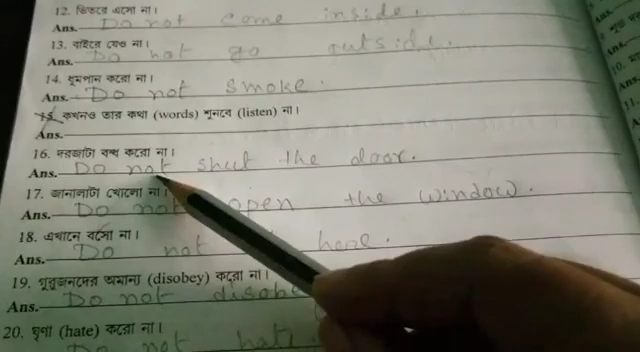 12. ভিতরে এসো না।
Ans. Do not come inside.
13. বাইরে যেও না।
Ans. Do not go outside.
14. ধূমপান করো না।
Ans. Do not smoke.
15. কখনও তার কথা (words) শুনবে (listen) না।
Ans.
16. দরজাটা বন্ধ করো না।
Ans. Do not shut the door.
17. জানালাটা খোলো না।
Ans. Do not open the window.
18. এখানে বসো না।
Ans. Do not here.
19. গুরুজনদের অমান্য (disobey) করো না।
Ans. Do not
20. ঘৃণা (hate) করো না।
Do not hate.